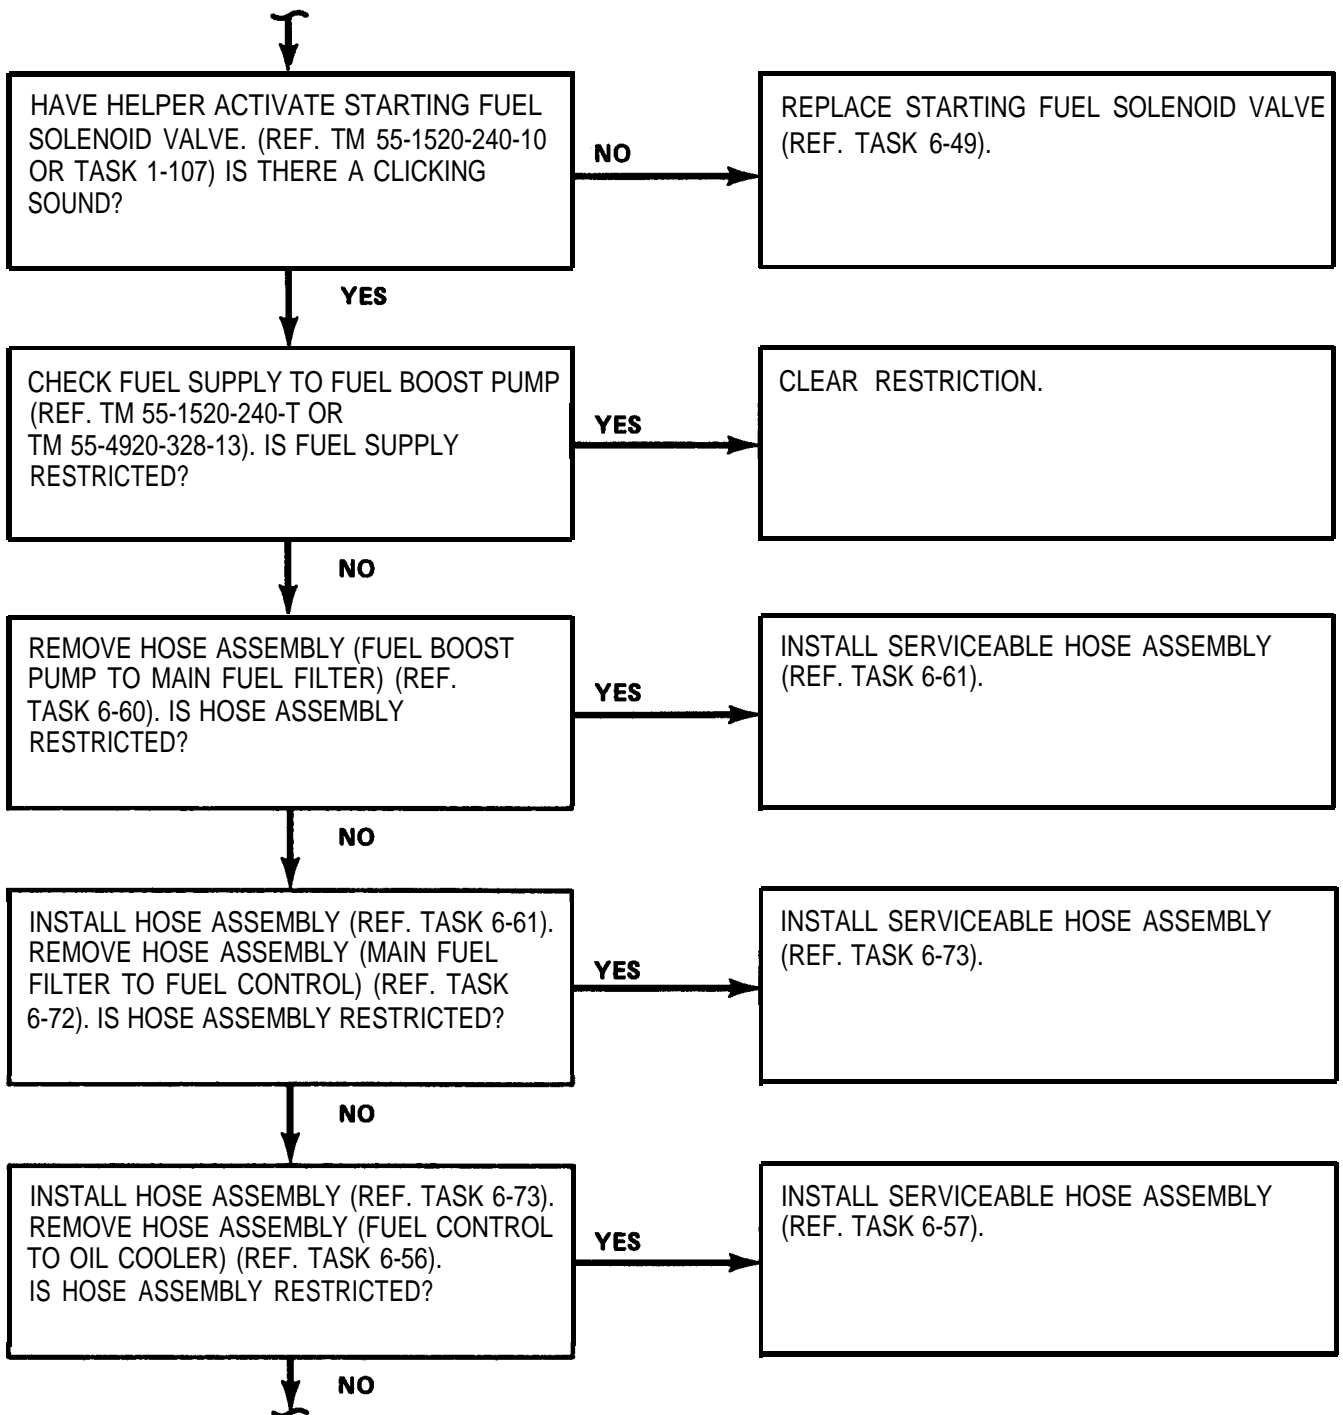 HAVE HELPER ACTIVATE STARTING FUEL
SOLENOID VALVE. (REF. TM 55-1520-240-10
OR TASK 1-107) IS THERE A CLICKING
SOUND?
NO
REPLACE STARTING FUEL SOLENOID VALVE
(REF. TASK 6-49).
YES
CHECK FUEL SUPPLY TO FUEL BOOST PUMP
(REF. TM 55-1520-240-T OR
TM 55-4920-328-13). IS FUEL SUPPLY
RESTRICTED?
YES
CLEAR RESTRICTION.
NO
REMOVE HOSE ASSEMBLY (FUEL BOOST
PUMP TO MAIN FUEL FILTER) (REF.
TASK 6-60). IS HOSE ASSEMBLY
RESTRICTED?
YES
INSTALL SERVICEABLE HOSE ASSEMBLY
(REF. TASK 6-61).
NO
INSTALL HOSE ASSEMBLY (REF. TASK 6-61).
REMOVE HOSE ASSEMBLY (MAIN FUEL
FILTER TO FUEL CONTROL) (REF. TASK
6-72). IS HOSE ASSEMBLY RESTRICTED?
YES
INSTALL SERVICEABLE HOSE ASSEMBLY
(REF. TASK 6-73).
NO
INSTALL HOSE ASSEMBLY (REF. TASK 6-73).
REMOVE HOSE ASSEMBLY (FUEL CONTROL
TO OIL COOLER) (REF. TASK 6-56).
IS HOSE ASSEMBLY RESTRICTED?
YES
INSTALL SERVICEABLE HOSE ASSEMBLY
(REF. TASK 6-57).
NO